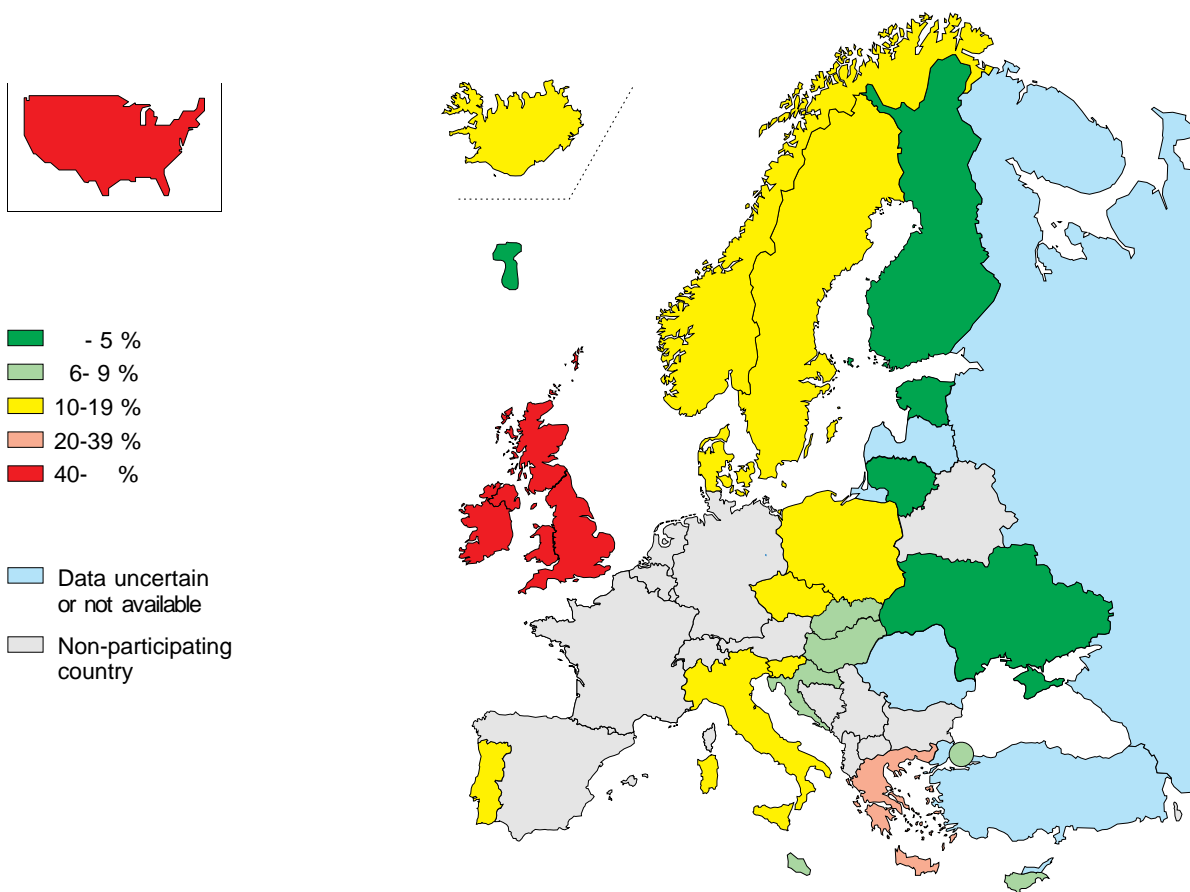 - 5 %
6- 9 %
10-19 %
20-39 %
40- %
Data uncertain
or not available
Non-participating
country